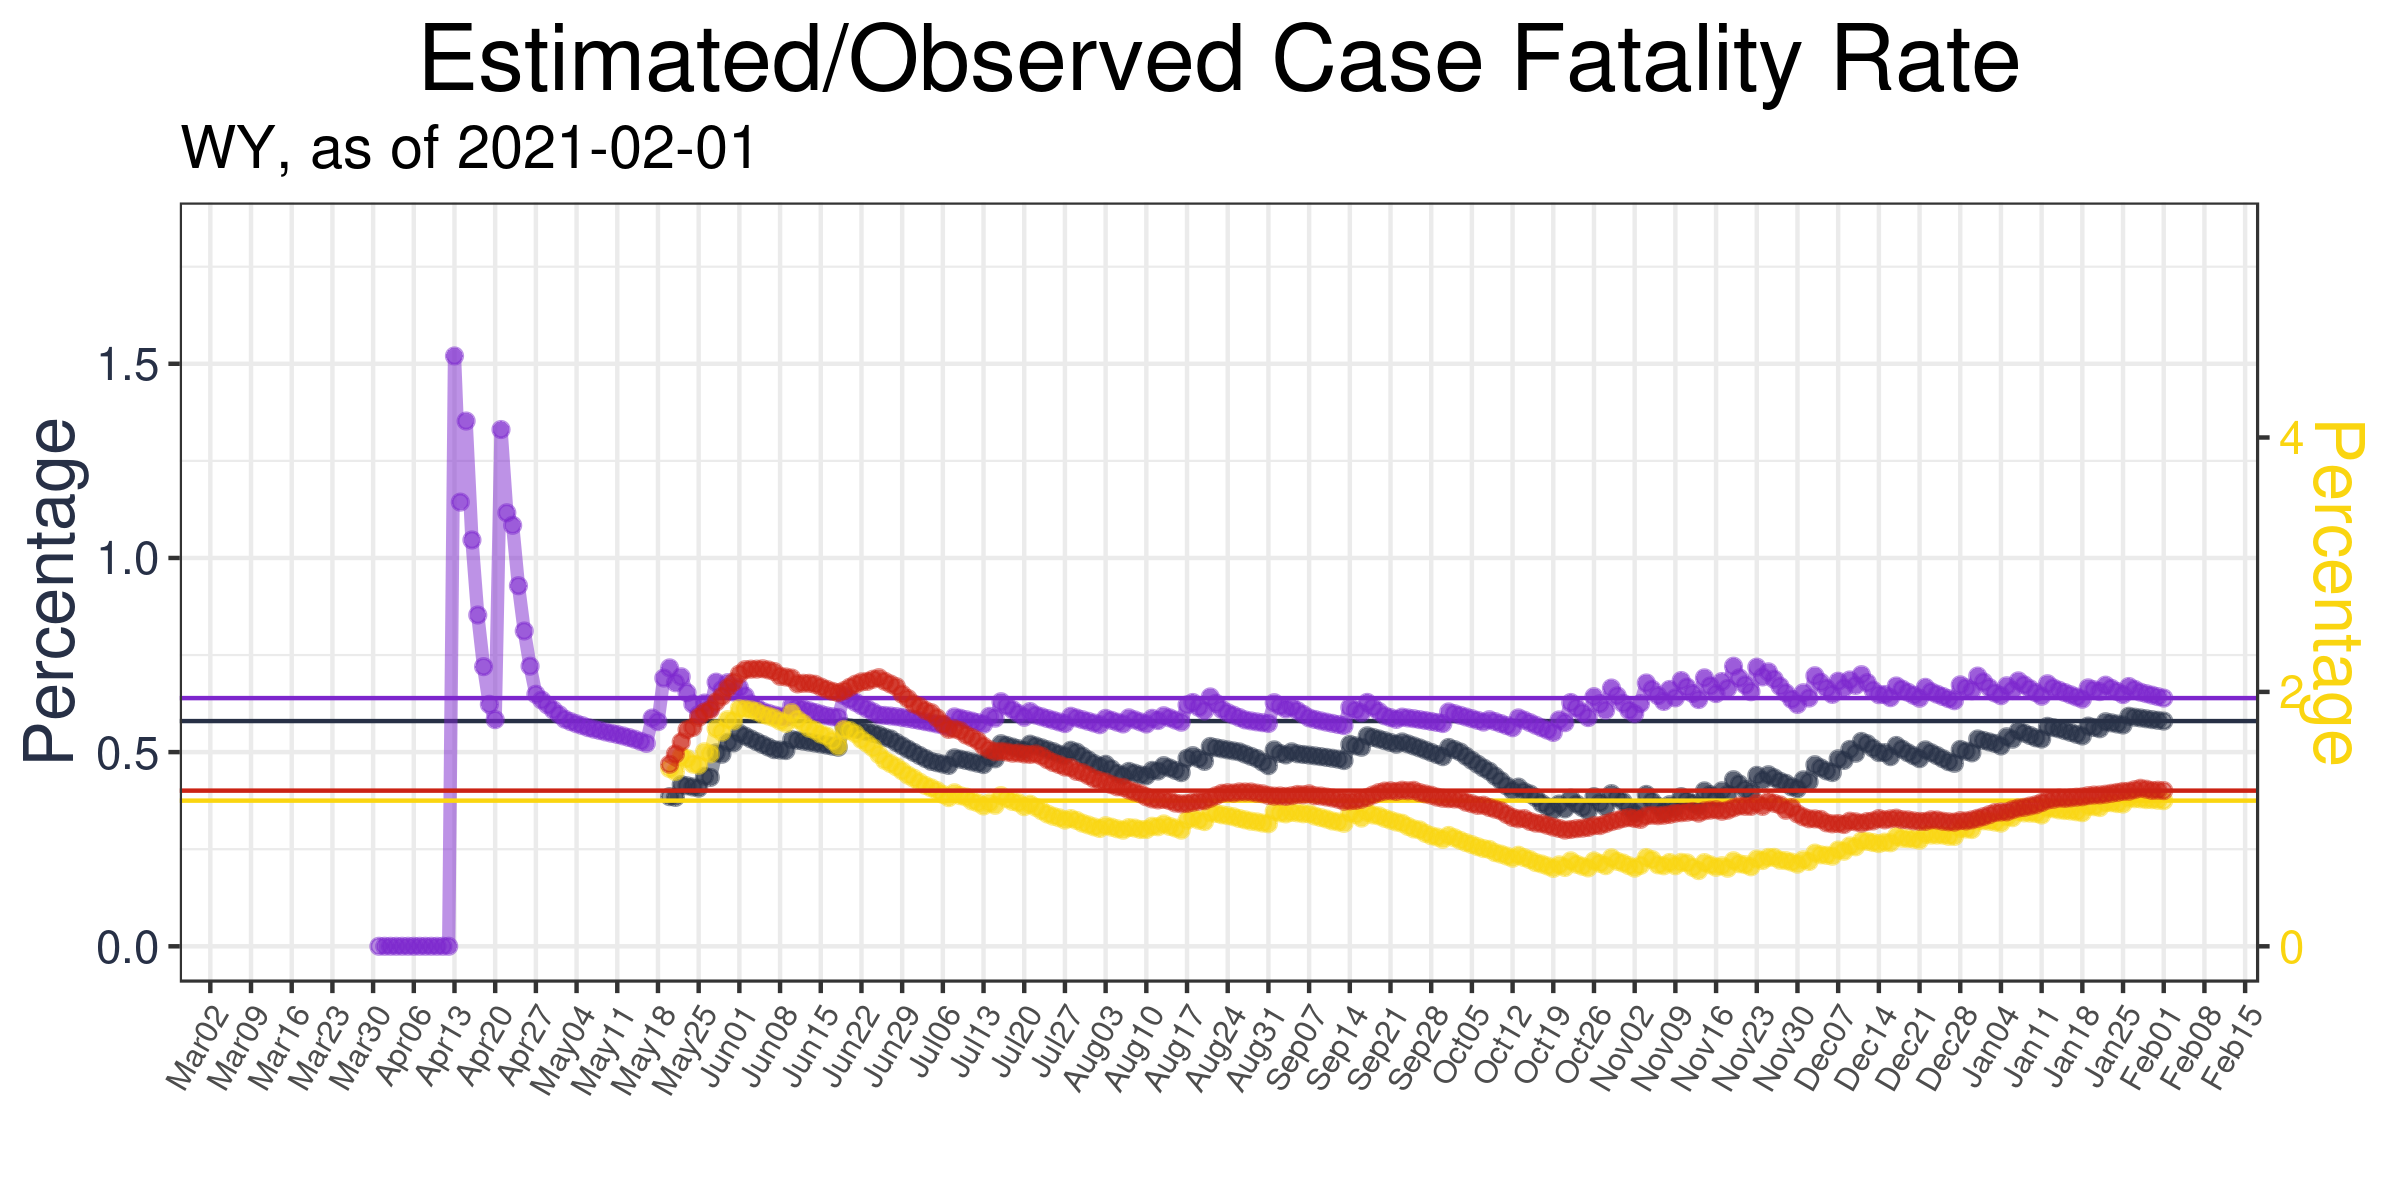 Estimated/Observed Case Fatality Rate
WY, as of 2021-02-01
Percentage
1.5
1.0
0.5
0.0
4
2
0
Percentage
Mar02
Mar09
Mar16
Mar23
Mar30
Apr06
Apr13
Apr20
Apr27
May04
May11
May18
May25
Jun01
Jun08
Jun15
Jun22
Jun29
Jul06
Jul13
Jul20
Jul27
Aug03
Aug10
Aug17
Aug24
Aug31
Sep07
Sep14
Sep21
Sep28
Oct05
Oct12
Oct19
Oct26
Nov02
Nov09
Nov16
Nov23
Nov30
Dec07
Dec14
Dec21
Dec28
Jan04
Jan11
Jan18
Jan25
Feb01
Feb08
Feb15